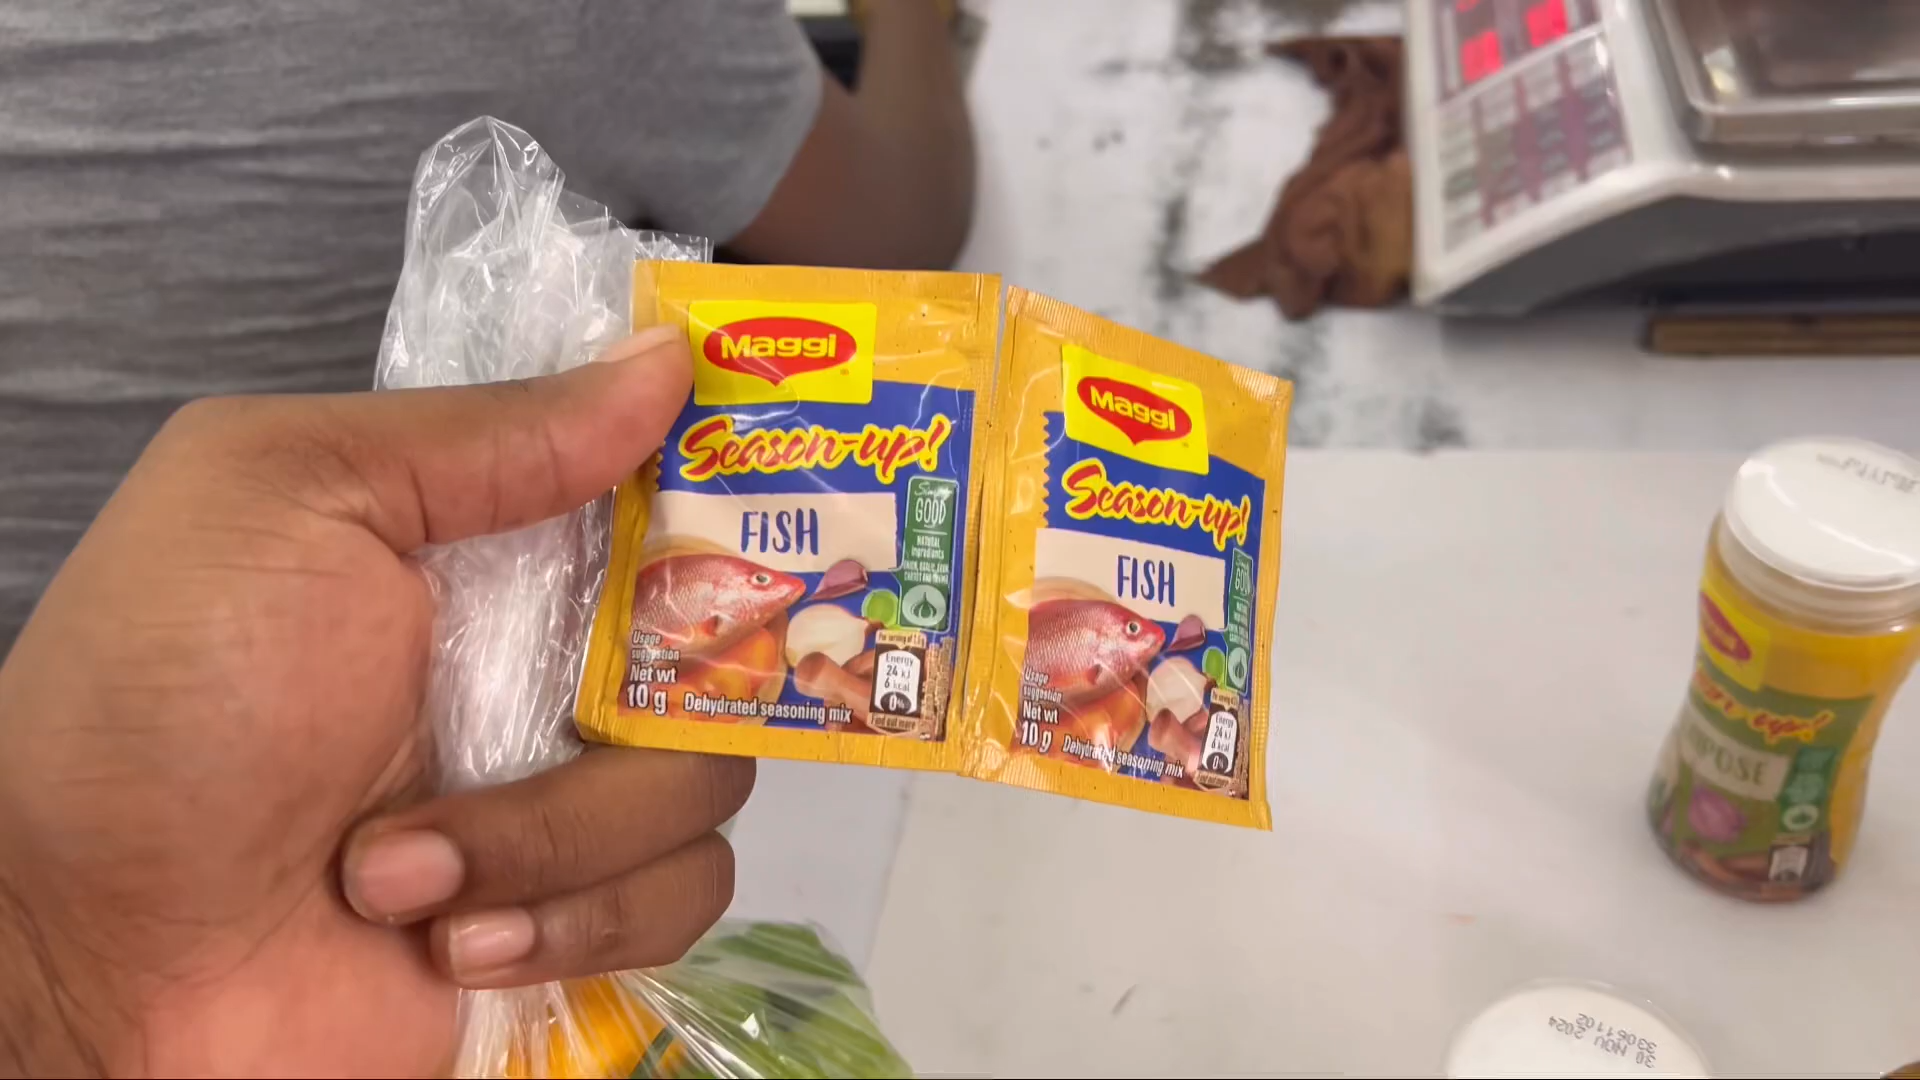 Maggi
Season-up!
FISH
Simply
GOOD
NATURAL
ingredients
Usage
suggestion
Net wt
10 g
Dehydrated seasoning mix
Energy
24 kJ
6 kcal
0%
Find out more
Maggi
Season-up!
FISH
Usage
suggestion
Net wt
10 g
Dehydrated seasoning mix
Energy
24 kJ
6 kcal
0%
30 NOV 2024
33061102